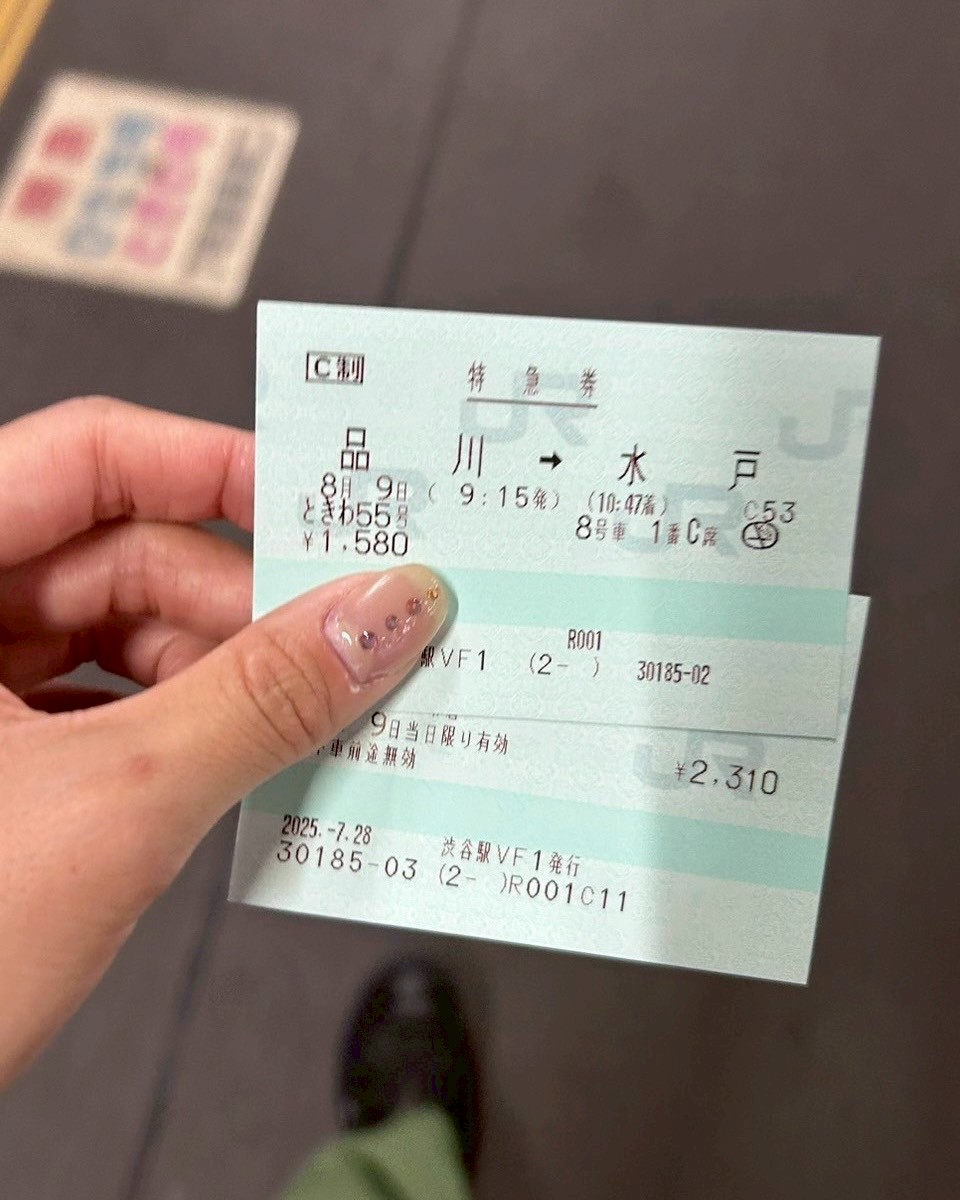 C制
特急券
品川 → 水戸
8月 9日 ( 9:15発) (10:47着) C53
ときわ55号 8号車 1番C席
¥1,580
R001
駅VF1 (2- ) 30185-02
9日当日限り有効
車前途無効 ¥2,310
2025.-7.28 渋谷駅VF1発行
30185-03 (2- )R001C11